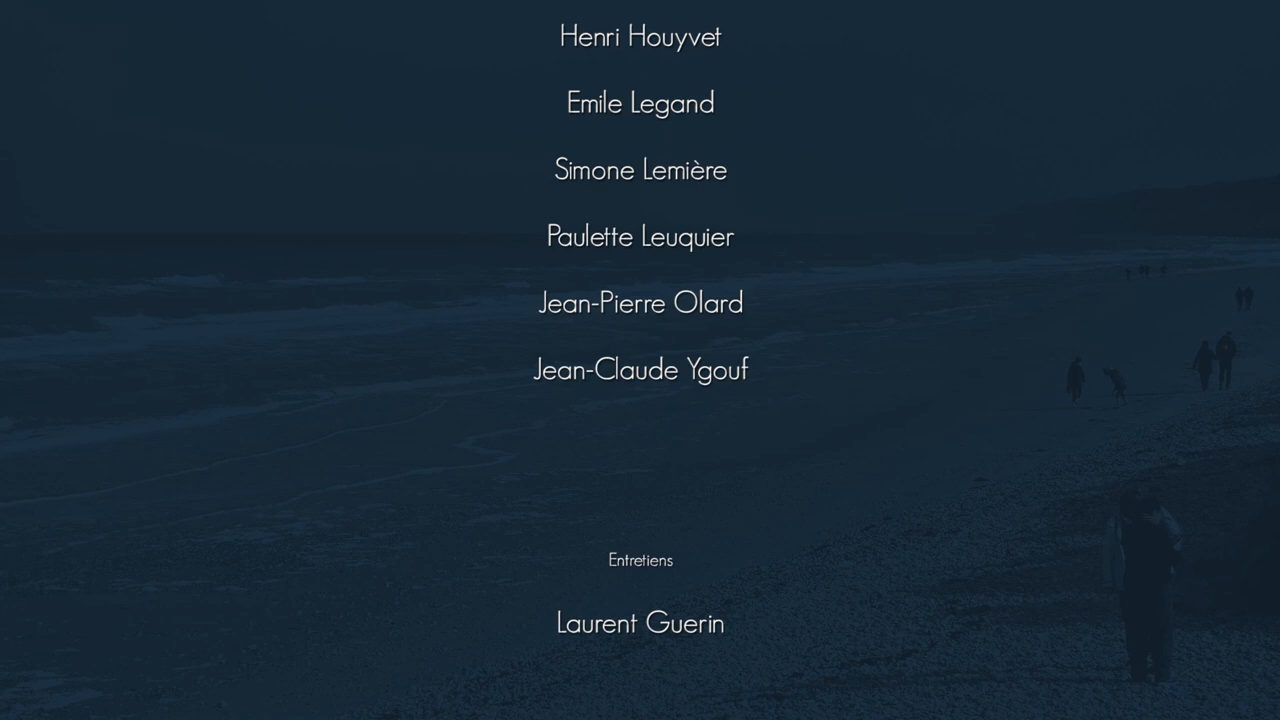 Henri Houyvet
Emile Legand
Simone Lemière
Paulette Leuquier
Jean-Pierre Olard
Jean-Claude Ygouf
Entretiens
Laurent Guerin